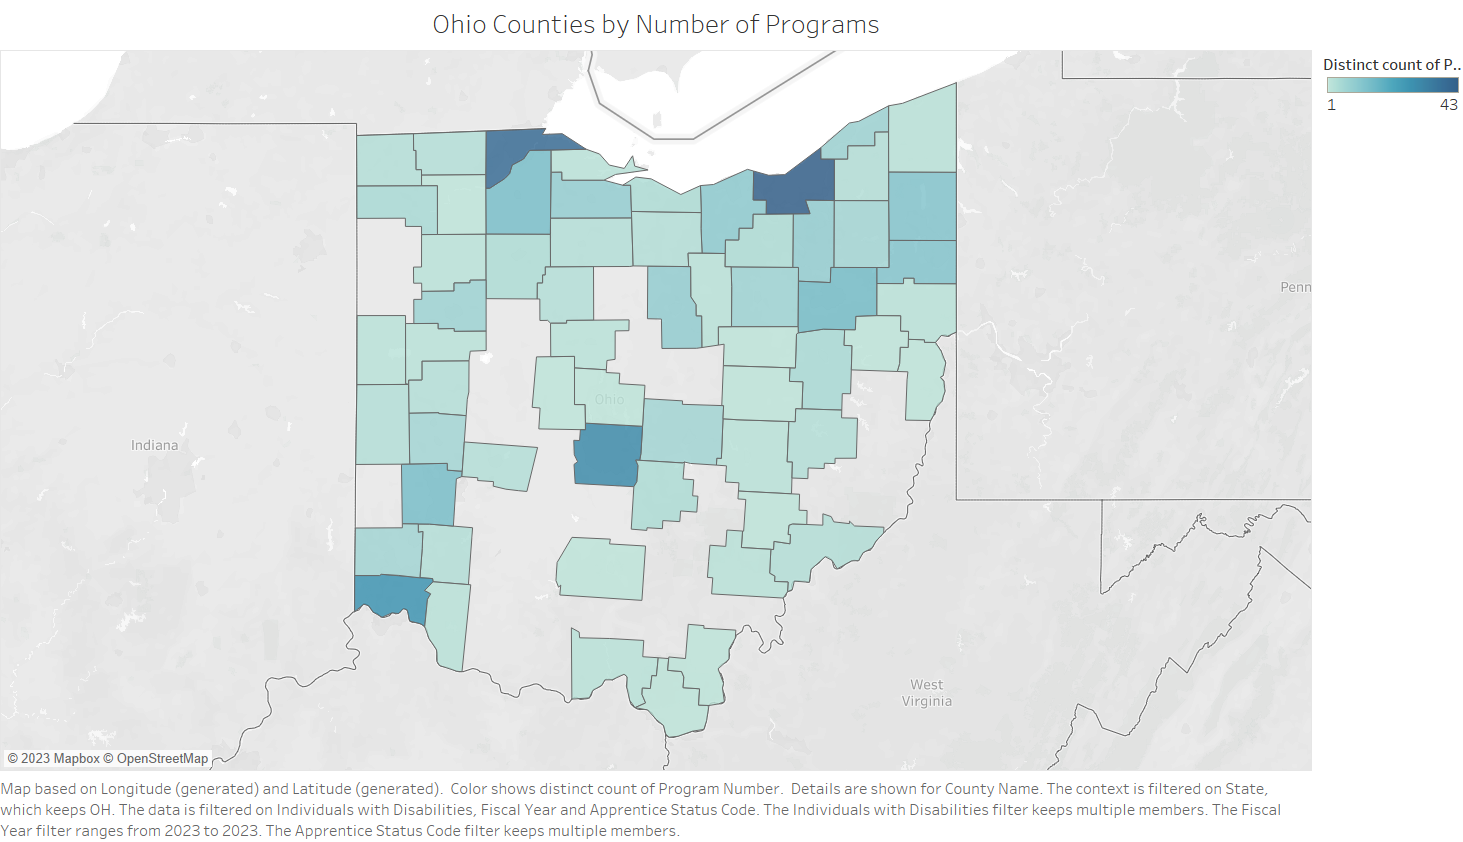 Ohio Counties by Number of Programs
Distinct count of P..
1 43
Penn
Ohio
Indiana
West
Virginia
© 2023 Mapbox © OpenStreetMap
Map based on Longitude (generated) and Latitude (generated).  Color shows distinct count of Program Number.  Details are shown for County Name. The context is filtered on State,
which keeps OH. The data is filtered on Individuals with Disabilities, Fiscal Year and Apprentice Status Code. The Individuals with Disabilities filter keeps multiple members. The Fiscal
Year filter ranges from 2023 to 2023. The Apprentice Status Code filter keeps multiple members.